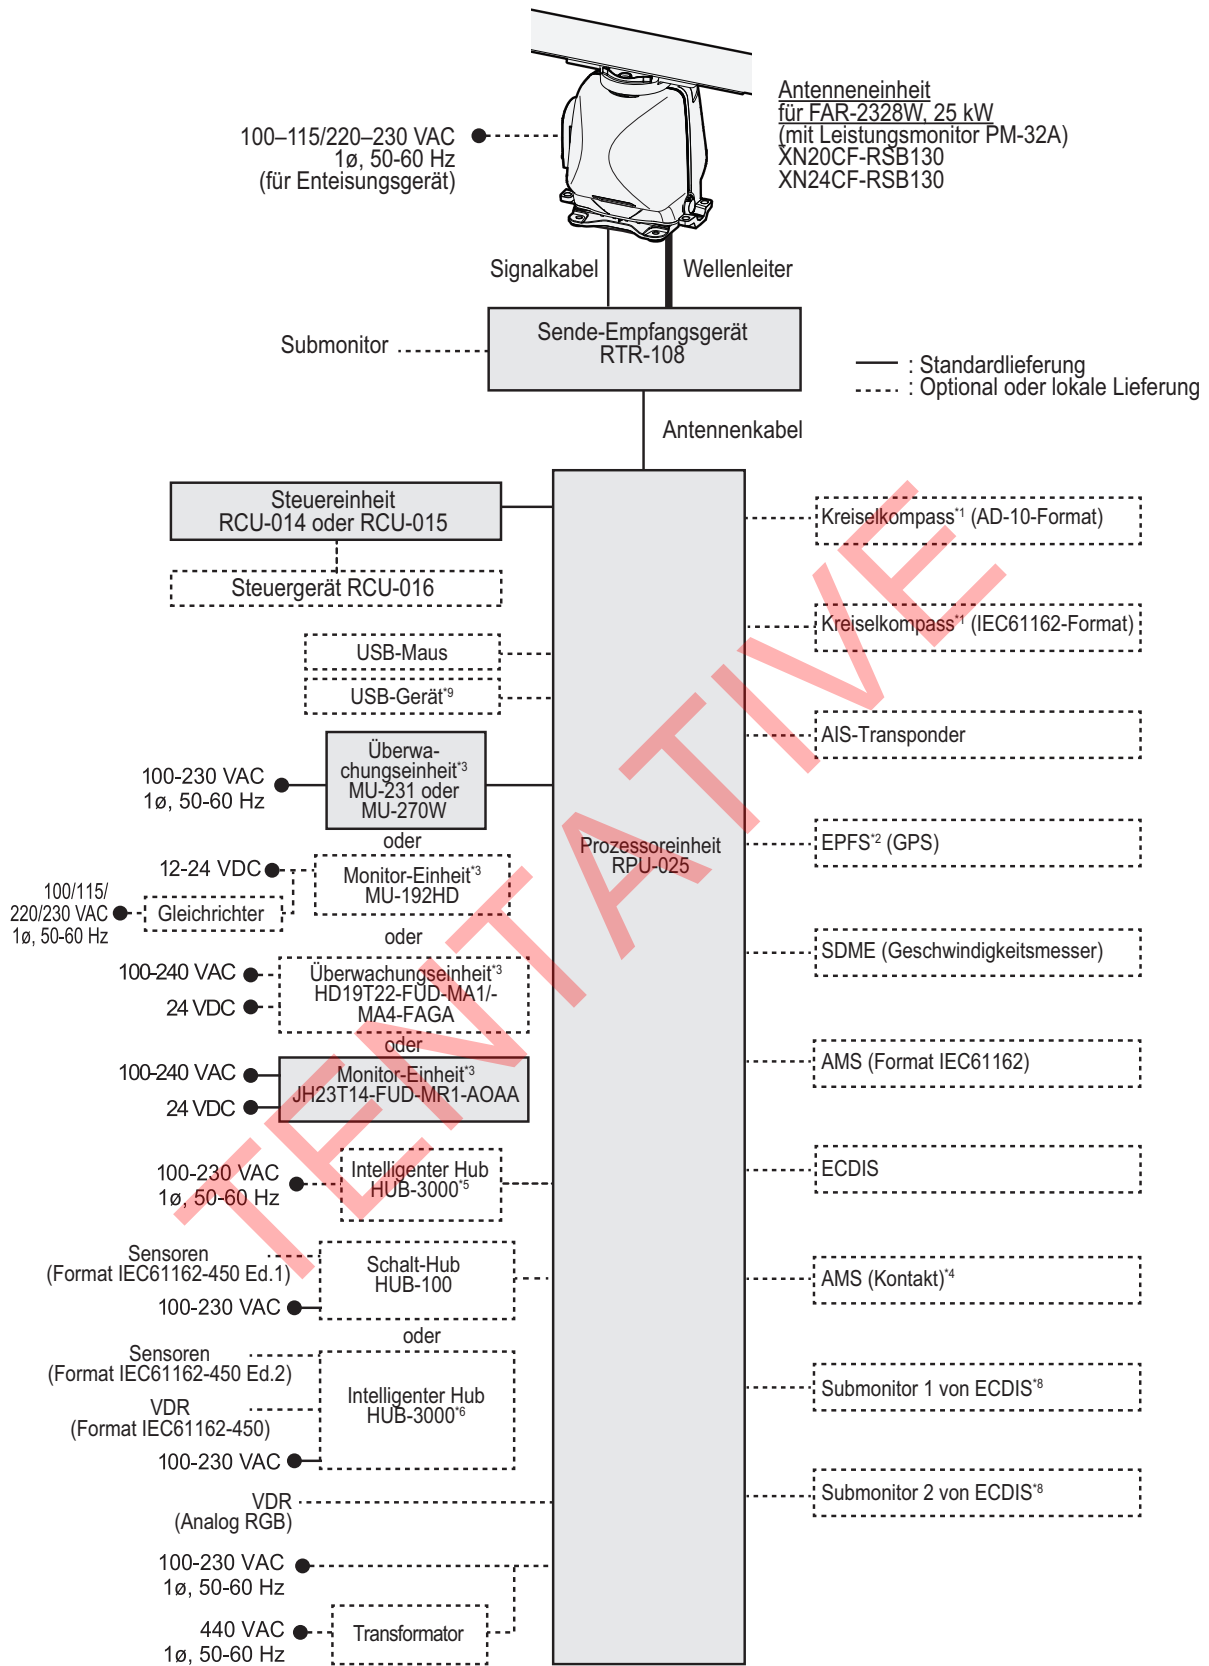 Antenneneinheit
für FAR-2328W, 25 kW
(mit Leistungsmonitor PM-32A)
XN20CF-RSB130
XN24CF-RSB130
100–115/220–230 VAC
1ø, 50-60 Hz
(für Enteisungsgerät)
Signalkabel
Wellenleiter
Sende-Empfangsgerät
RTR-108
Submonitor
: Standardlieferung
: Optional oder lokale Lieferung
Antennenkabel
Steuereinheit
RCU-014 oder RCU-015
Steuergerät RCU-016
USB-Maus
USB-Gerät*9
Überwa-
chungseinheit*3
MU-231 oder
MU-270W
100-230 VAC
1ø, 50-60 Hz
oder
12-24 VDC
Monitor-Einheit*3
MU-192HD
100/115/
220/230 VAC
1ø, 50-60 Hz
Gleichrichter
oder
100-240 VAC
24 VDC
Überwachungseinheit*3
HD19T22-FUD-MA1/-
MA4-FAGA
oder
100-240 VAC
24 VDC
Monitor-Einheit*3
JH23T14-FUD-MR1-AOAA
100-230 VAC
1ø, 50-60 Hz
Intelligenter Hub
HUB-3000*5
Sensoren
(Format IEC61162-450 Ed.1)
100-230 VAC
Schalt-Hub
HUB-100
oder
Sensoren
(Format IEC61162-450 Ed.2)
VDR
(Format IEC61162-450)
100-230 VAC
Intelligenter Hub
HUB-3000*6
VDR
(Analog RGB)
100-230 VAC
1ø, 50-60 Hz
440 VAC
1ø, 50-60 Hz
Transformator
Prozessoreinheit
RPU-025
Kreiselkompass*1 (AD-10-Format)
Kreiselkompass*1 (IEC61162-Format)
AIS-Transponder
EPFS*2 (GPS)
SDME (Geschwindigkeitsmesser)
AMS (Format IEC61162)
ECDIS
AMS (Kontakt)*4
Submonitor 1 von ECDIS*8
Submonitor 2 von ECDIS*8
TENTATIVE